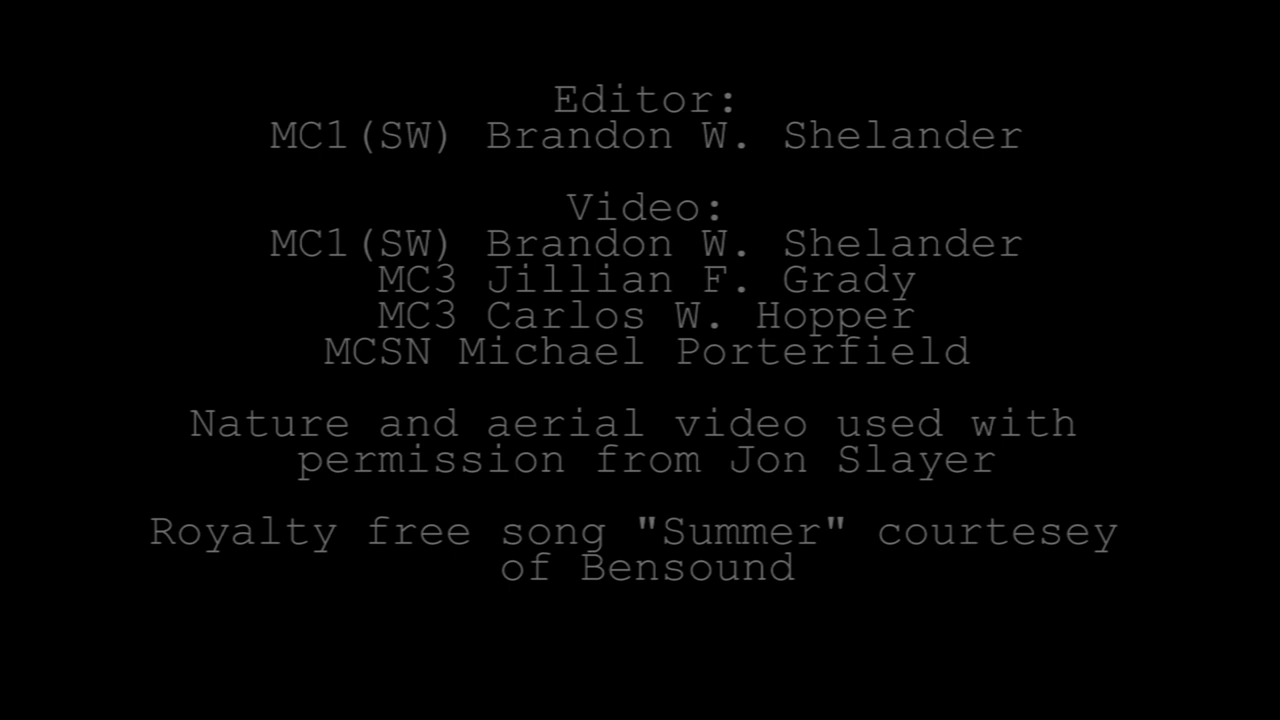 Editor:
MC1(SW) Brandon W. Shelander
Video:
MC1(SW) Brandon W. Shelander
MC3 Jillian F. Grady
MC3 Carlos W. Hopper
MCSN Michael Porterfield
Nature and aerial video used with
permission from Jon Slayer
Royalty free song "Summer" courtesey
of Bensound